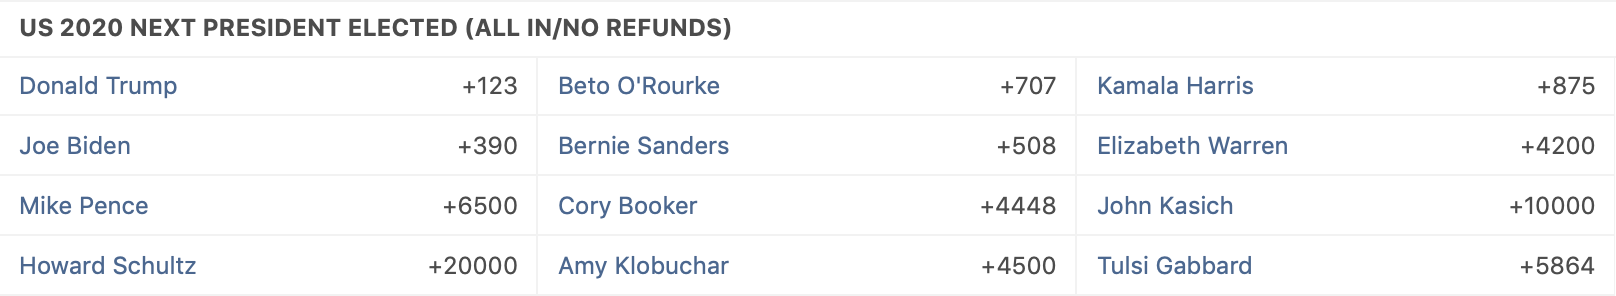 US 2020 NEXT PRESIDENT ELECTED (ALL IN/NO REFUNDS)
Donald Trump +123 Beto O'Rourke +707 Kamala Harris +875
Joe Biden +390 Bernie Sanders +508 Elizabeth Warren +4200
Mike Pence +6500 Cory Booker +4448 John Kasich +10000
Howard Schultz +20000 Amy Klobuchar +4500 Tulsi Gabbard +5864